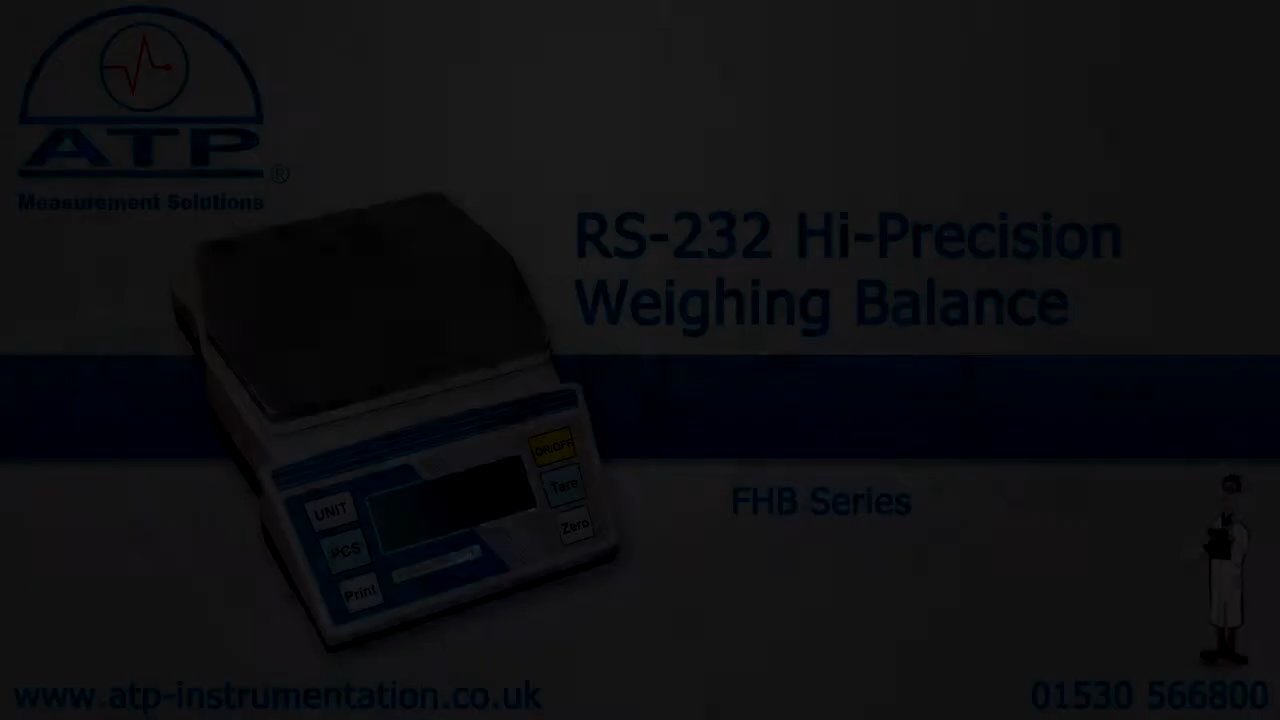 ATP
®
Measurement Solutions
RS-232 Hi-Precision
Weighing Balance
ON/OFF
UNIT
Tare
PCS
Zero
Print
FHB Series
www.atp-instrumentation.co.uk
01530 566800